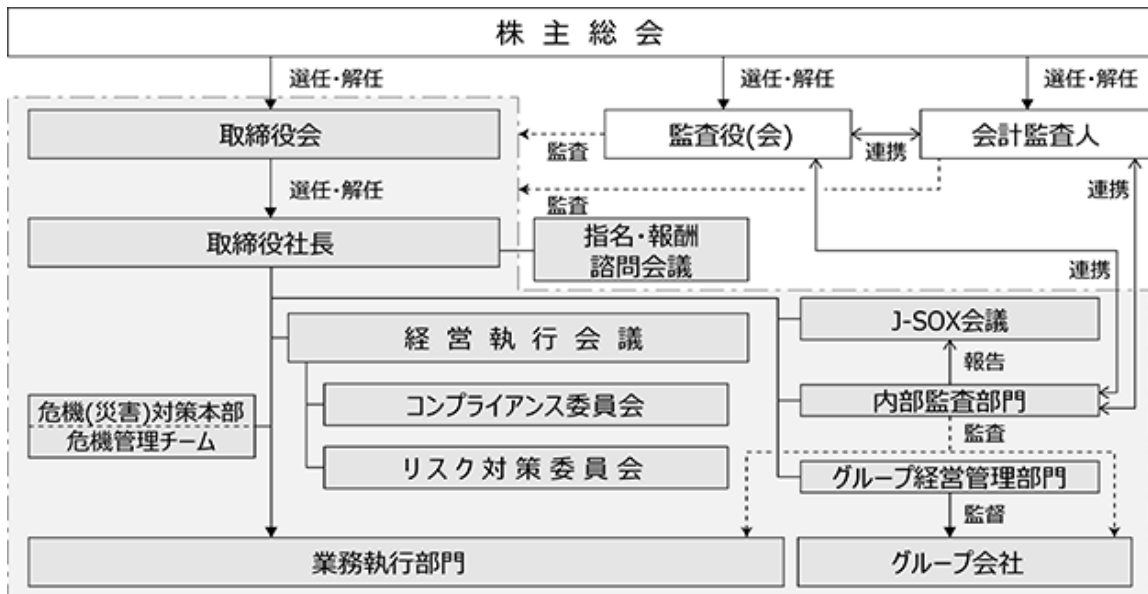 株主総会
選任・解任
選任・解任
選任・解任
取締役会
監査
監査役(会)
連携
会計監査人
選任・解任
監査
連携
取締役社長
指名・報酬
諮問会議
連携
J-SOX会議
経営執行会議
報告
コンプライアンス委員会
内部監査部門
危機(災害)対策本部
危機管理チーム
監査
リスク対策委員会
グループ経営管理部門
監督
業務執行部門
グループ会社